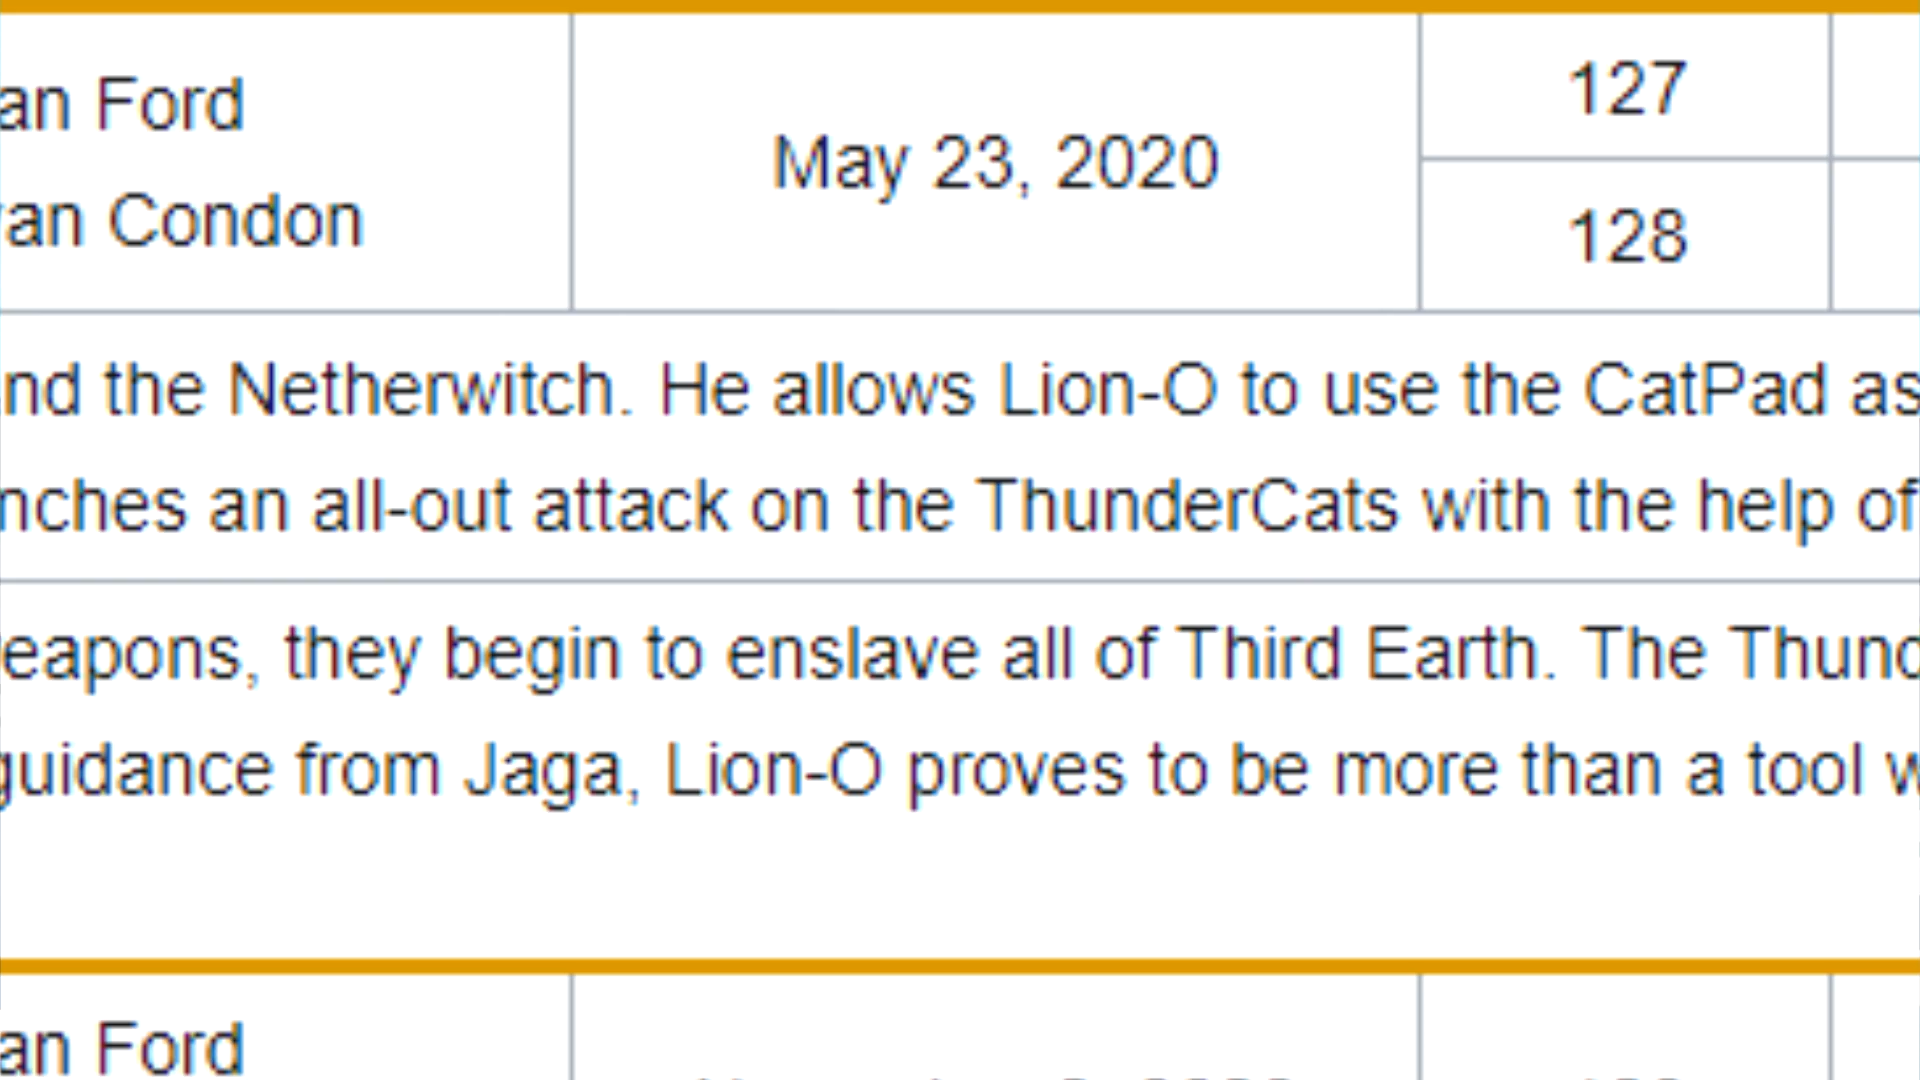 an Ford
an Condon
May 23, 2020
127
128
nd the Netherwitch. He allows Lion-O to use the CatPad as
nches an all-out attack on the ThunderCats with the help of
eapons, they begin to enslave all of Third Earth. The Thund
guidance from Jaga, Lion-O proves to be more than a tool w
an Ford